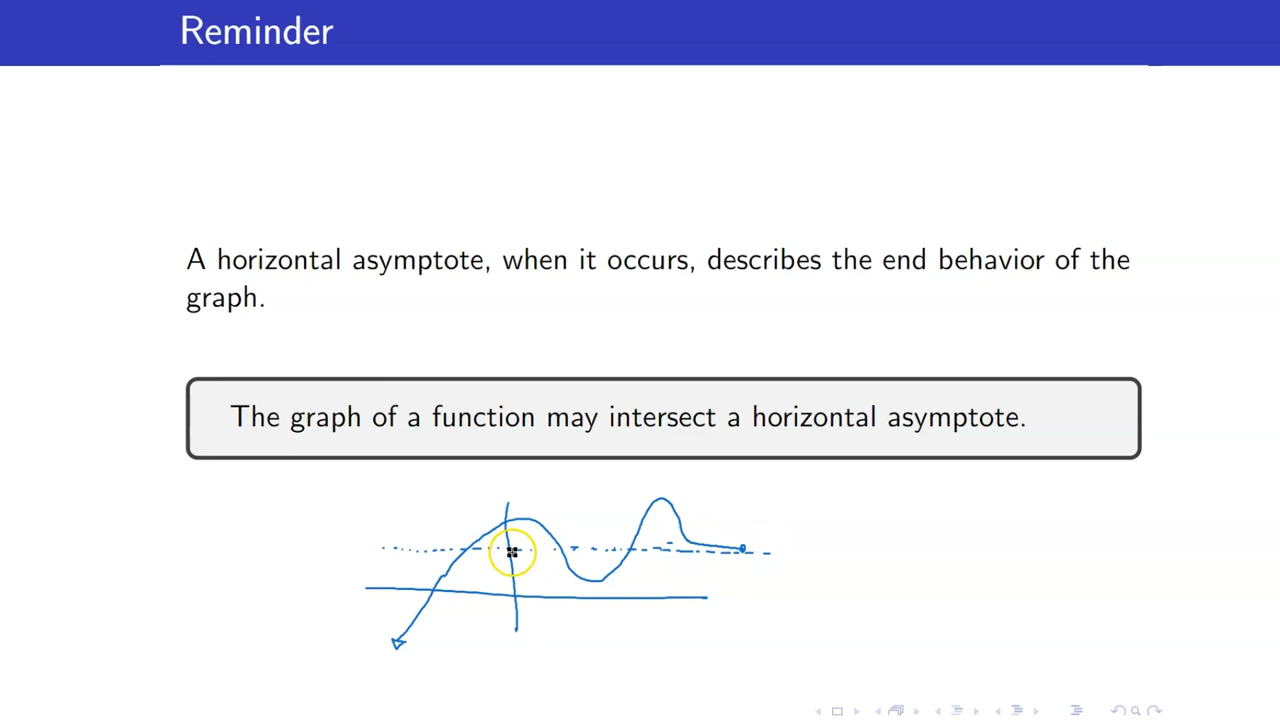 Reminder
A horizontal asymptote, when it occurs, describes the end behavior of the
graph.
The graph of a function may intersect a horizontal asymptote.